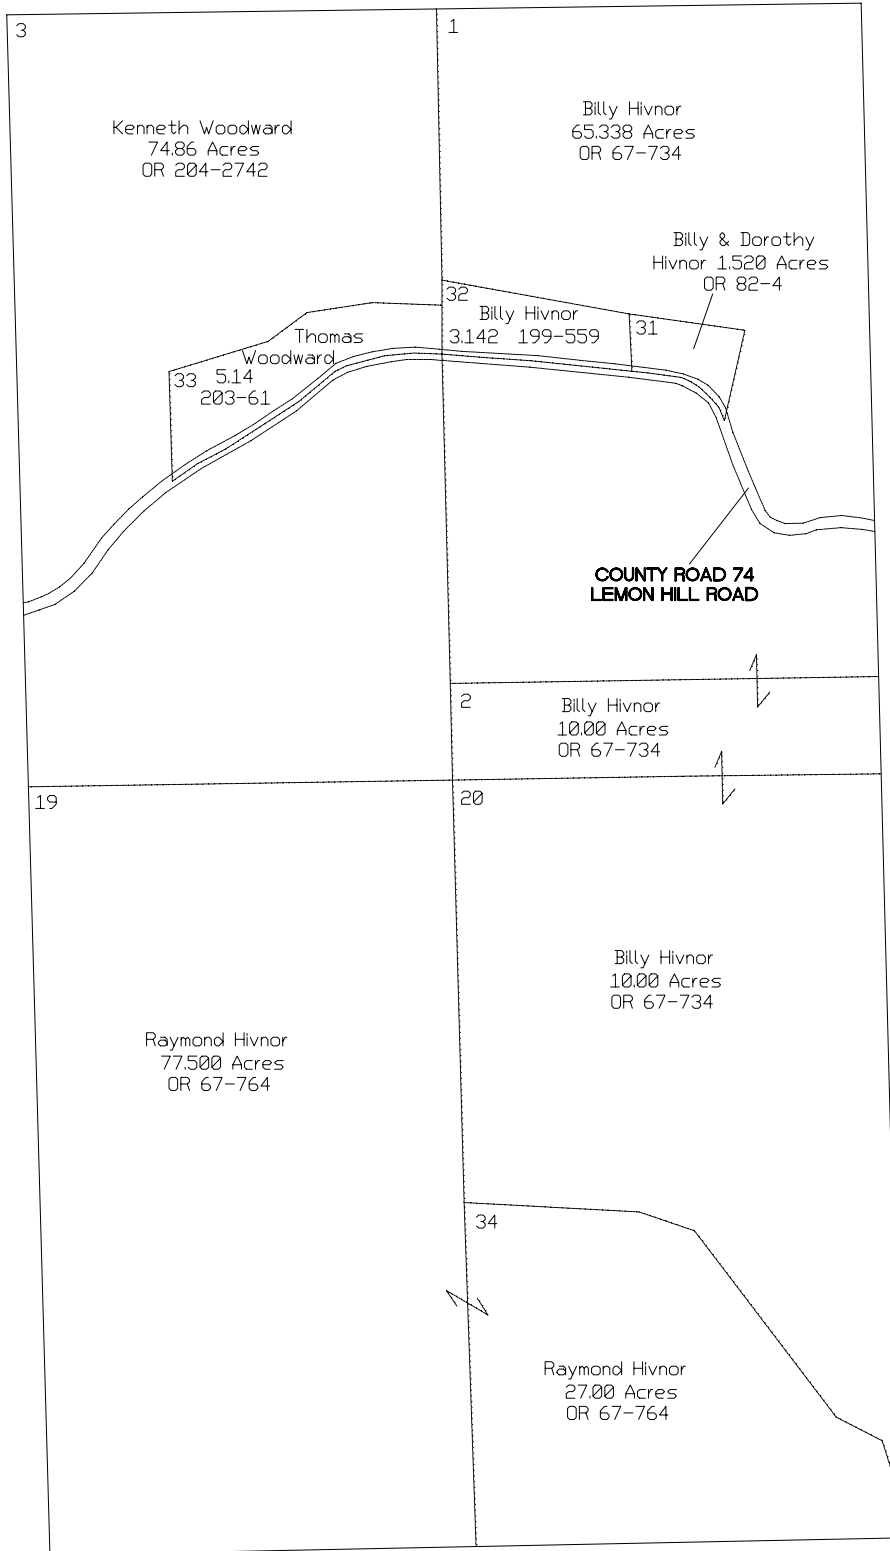 3
1
Kenneth Woodward
74.86 Acres
OR 204-2742
Billy Hivnor
65.338 Acres
OR 67-734
Billy & Dorothy
Hivnor 1.520 Acres
OR 82-4
32
Billy Hivnor
3.142 199-559
31
Thomas
Woodward
33 5.14
203-61
COUNTY ROAD 74
LEMON HILL ROAD
2
Billy Hivnor
10.00 Acres
OR 67-734
19
20
Billy Hivnor
10.00 Acres
OR 67-734
Raymond Hivnor
77.500 Acres
OR 67-764
34
Raymond Hivnor
27.00 Acres
OR 67-764